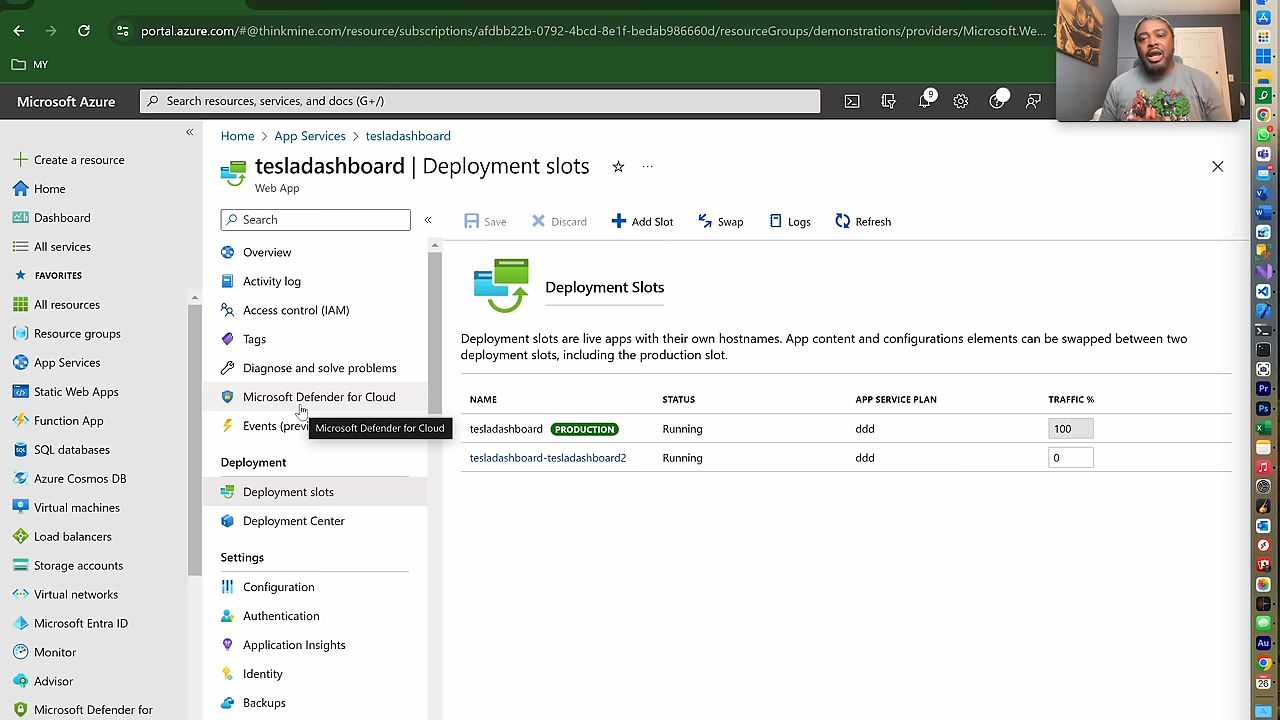 portal.azure.com/#@thinkmine.com/resource/subscriptions/afdbb22b-0792-4bcd-8e1f-bedab986660d/resourceGroups/demonstrations/providers/Microsoft.We...
MY
Microsoft Azure
Search resources, services, and docs (G+/)
9
Create a resource
Home
Dashboard
All services
FAVORITES
All resources
Resource groups
App Services
Static Web Apps
Function App
SQL databases
Azure Cosmos DB
Virtual machines
Load balancers
Storage accounts
Virtual networks
Microsoft Entra ID
Monitor
Advisor
Microsoft Defender for
Home > App Services > tesladashboard
tesladashboard | Deployment slots
Web App
Search
Overview
Activity log
Access control (IAM)
Tags
Diagnose and solve problems
Microsoft Defender for Cloud
Events (previ
Microsoft Defender for Cloud
Deployment
Deployment slots
Deployment Center
Settings
Configuration
Authentication
Application Insights
Identity
Backups
Save Discard Add Slot Swap Logs Refresh
Deployment Slots
Deployment slots are live apps with their own hostnames. App content and configurations elements can be swapped between two
deployment slots, including the production slot.
NAME STATUS APP SERVICE PLAN TRAFFIC %
tesladashboard PRODUCTION Running ddd 100
tesladashboard-tesladashboard2 Running ddd 0
Pr
Ps
Au
26